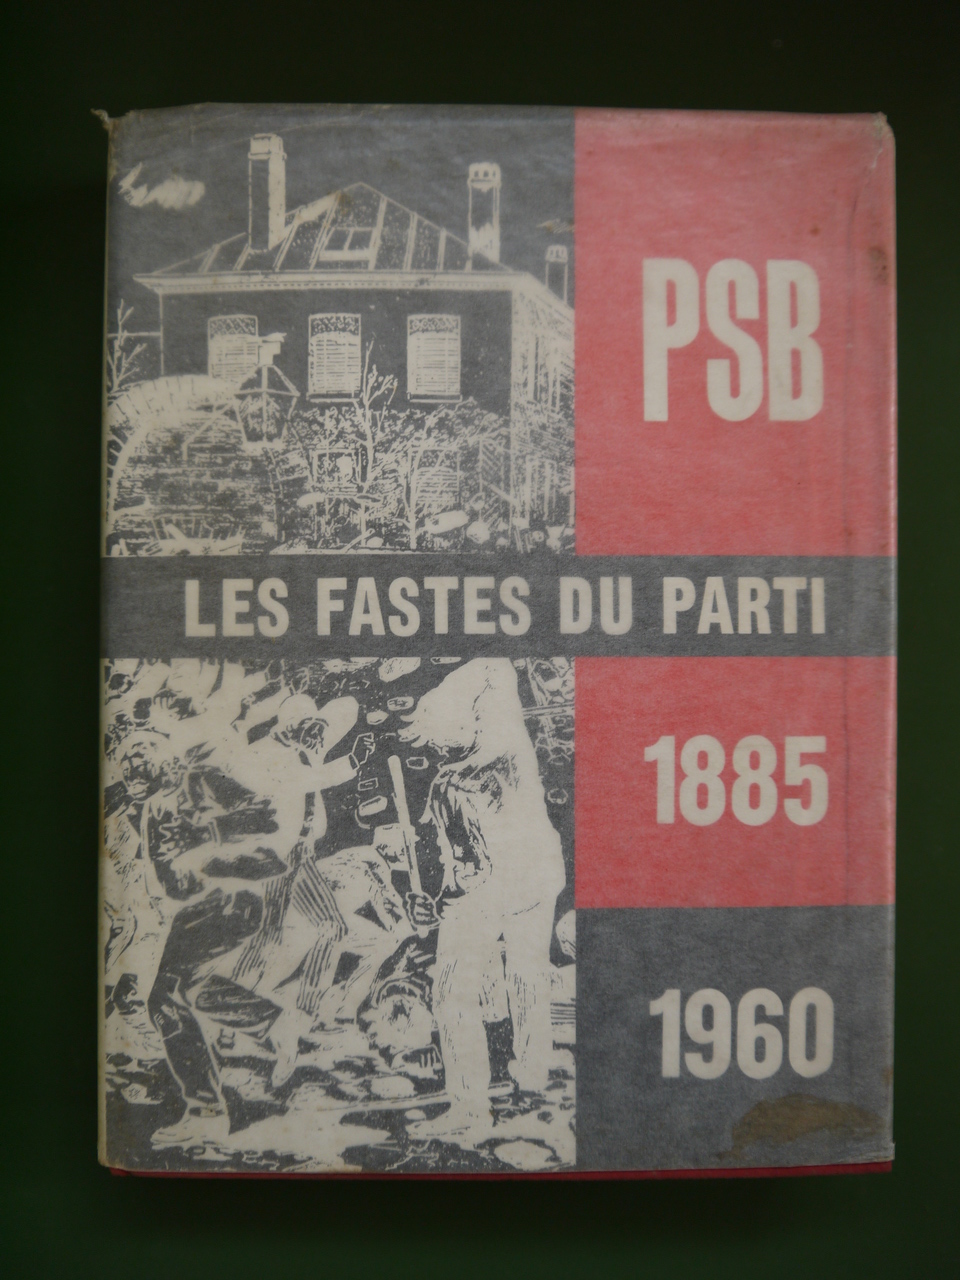 PSB
LES FASTES DU PARTI
1885
1960